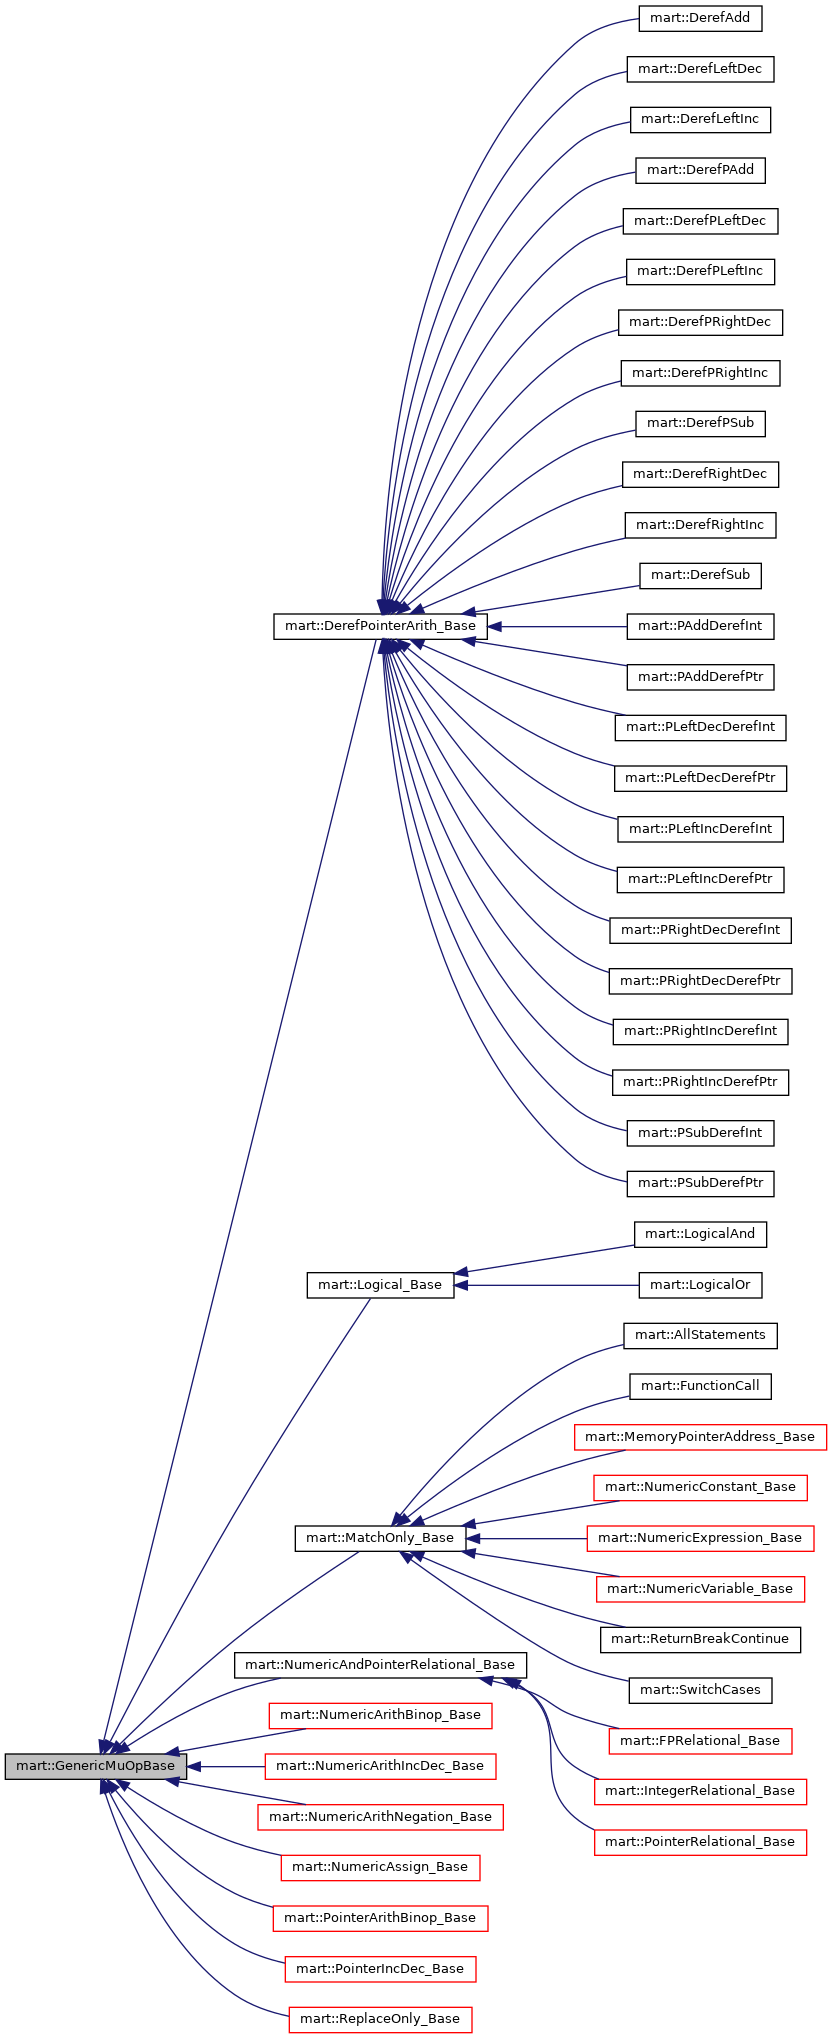 mart::DerefAdd
mart::DerefLeftDec
mart::DerefLeftInc
mart::DerefPAdd
mart::DerefPLeftDec
mart::DerefPLeftInc
mart::DerefPRightDec
mart::DerefPRightInc
mart::DerefPSub
mart::DerefRightDec
mart::DerefRightInc
mart::DerefSub
mart::DerefPointerArith_Base
mart::PAddDerefInt
mart::PAddDerefPtr
mart::PLeftDecDerefInt
mart::PLeftDecDerefPtr
mart::PLeftIncDerefInt
mart::PLeftIncDerefPtr
mart::PRightDecDerefInt
mart::PRightDecDerefPtr
mart::PRightIncDerefInt
mart::PRightIncDerefPtr
mart::PSubDerefInt
mart::PSubDerefPtr
mart::LogicalAnd
mart::Logical_Base
mart::LogicalOr
mart::AllStatements
mart::FunctionCall
mart::MemoryPointerAddress_Base
mart::NumericConstant_Base
mart::MatchOnly_Base
mart::NumericExpression_Base
mart::NumericVariable_Base
mart::ReturnBreakContinue
mart::NumericAndPointerRelational_Base
mart::SwitchCases
mart::NumericArithBinop_Base
mart::FPRelational_Base
mart::GenericMuOpBase
mart::NumericArithIncDec_Base
mart::IntegerRelational_Base
mart::NumericArithNegation_Base
mart::PointerRelational_Base
mart::NumericAssign_Base
mart::PointerArithBinop_Base
mart::PointerIncDec_Base
mart::ReplaceOnly_Base